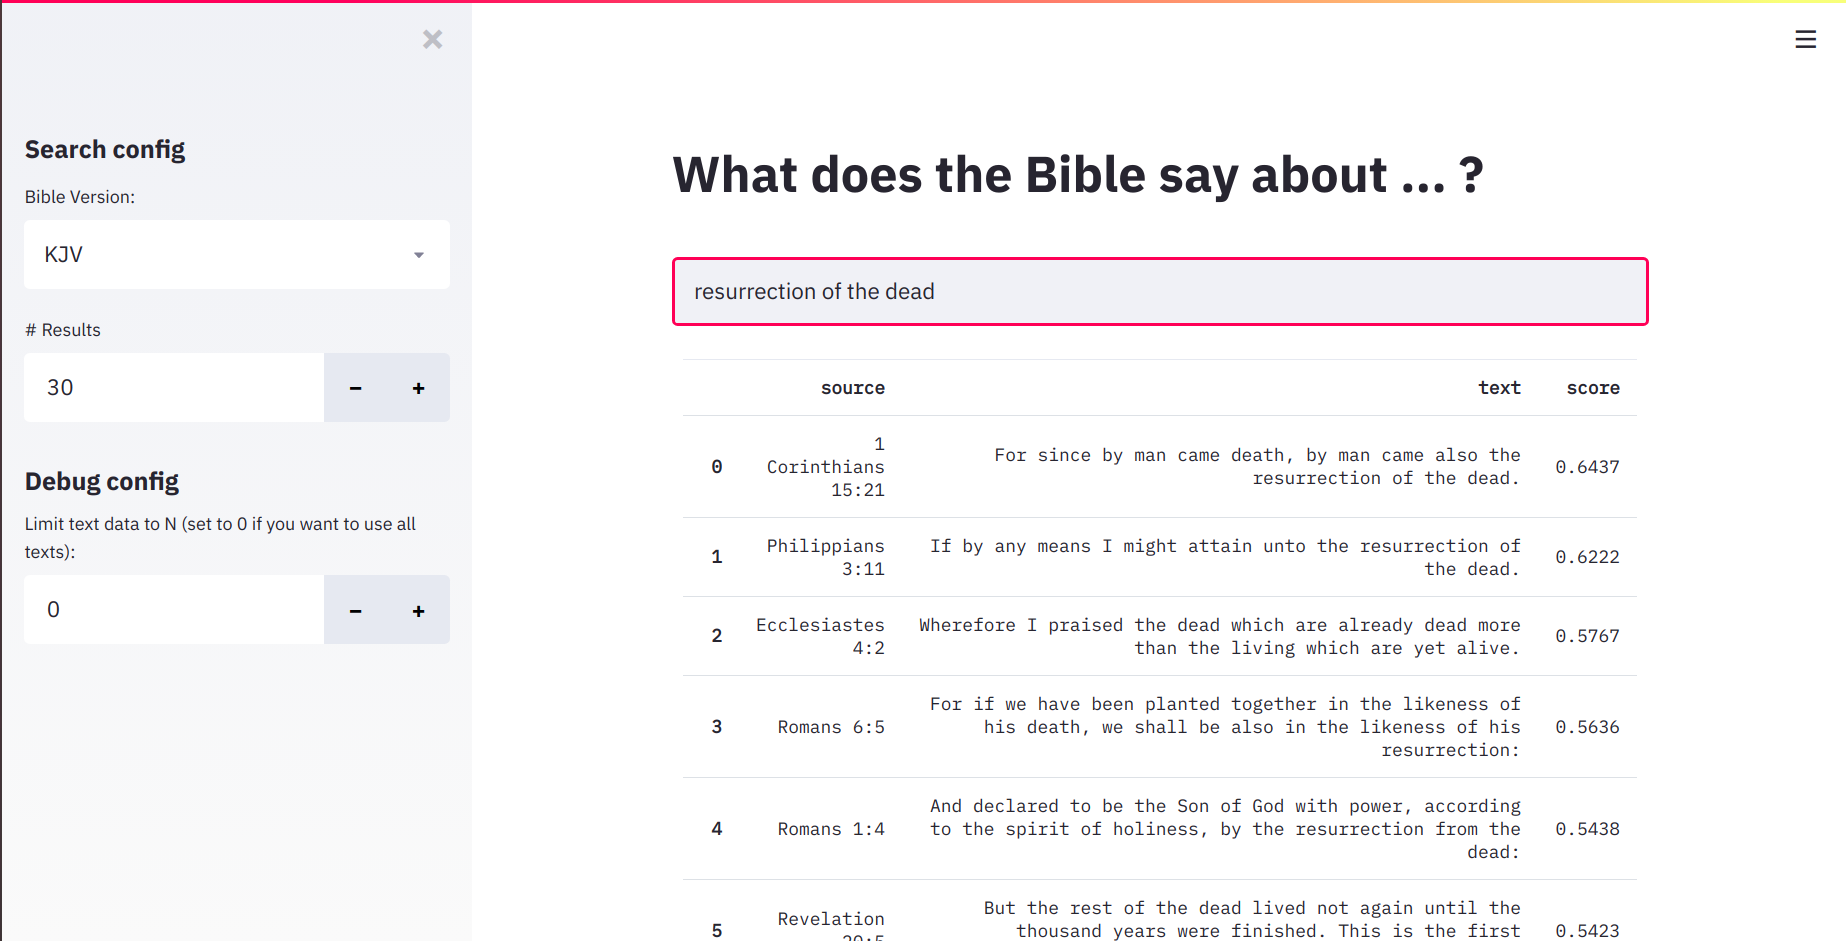 ×
Search config
Bible Version:
KJV
# Results
30
−
+
Debug config
Limit text data to N (set to 0 if you want to use all
texts):
0
−
+
What does the Bible say about ... ?
resurrection of the dead
source text score
0 1 Corinthians 15:21 For since by man came death, by man came also the
resurrection of the dead. 0.6437
1 Philippians 3:11 If by any means I might attain unto the resurrection of
the dead. 0.6222
2 Ecclesiastes 4:2 Wherefore I praised the dead which are already dead more
than the living which are yet alive. 0.5767
3 Romans 6:5 For if we have been planted together in the likeness of
his death, we shall be also in the likeness of his
resurrection: 0.5636
4 Romans 1:4 And declared to be the Son of God with power, according
to the spirit of holiness, by the resurrection from the
dead: 0.5438
5 Revelation 20:5 But the rest of the dead lived not again until the
thousand years were finished. This is the first 0.5423